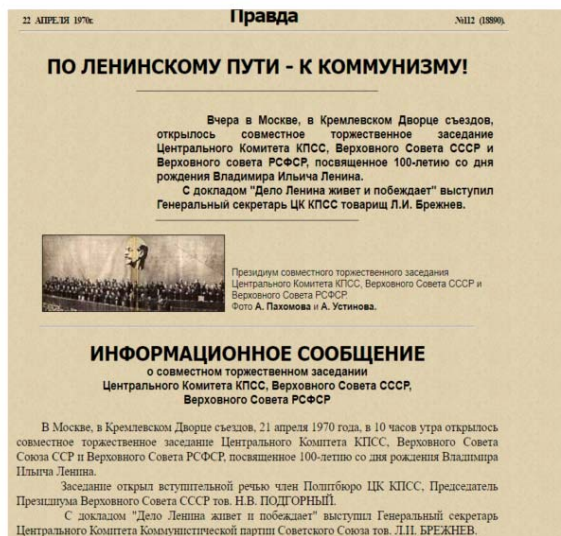 22 АПРЕЛЯ 1970г.
Правда
№112 (18890).
ПО ЛЕНИНСКОМУ ПУТИ - К КОММУНИЗМУ!
Вчера в Москве, в Кремлевском Дворце съездов,
открылось совместное торжественное заседание
Центрального Комитета КПСС, Верховного Совета СССР и
Верховного совета РСФСР, посвященное 100-летию со дня
рождения Владимира Ильича Ленина.
С докладом "Дело Ленина живет и побеждает" выступил
Генеральный секретарь ЦК КПСС товарищ Л.И. Брежнев.
Президиум совместного торжественного заседания
Центрального Комитета КПСС, Верховного Совета СССР и
Верховного Совета РСФСР.
Фото А. Пахомова и А. Устинова.
ИНФОРМАЦИОННОЕ СООБЩЕНИЕ
о совместном торжественном заседании
Центрального Комитета КПСС, Верховного Совета СССР,
Верховного Совета РСФСР
В Москве, в Кремлевском Дворце съездов, 21 апреля 1970 года, в 10 часов утра открылось
совместное торжественное заседание Центрального Комитета КПСС, Верховного Совета
Союза ССР и Верховного Совета РСФСР, посвященное 100-летию со дня рождения Владимира
Ильича Ленина.
Заседание открыл вступительной речью член Политбюро ЦК КПСС, Председатель
Президиума Верховного Совета СССР тов. Н.В. ПОДГОРНЫЙ.
С докладом "Дело Ленина живет и побеждает" выступил Генеральный секретарь
Центрального Комитета Коммунистической партии Советского Союза тов. Л.И. БРЕЖНЕВ.